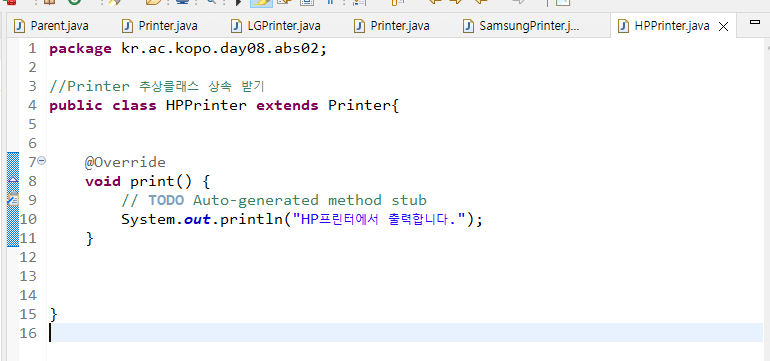 Parent.java Printer.java LGPrinter.java Printer.java SamsungPrinter.j... HPPrinter.java
1 package kr.ac.kopo.day08.abs02;
2
3 //Printer 추상클래스 상속 받기
4 public class HPPrinter extends Printer{
5
6
7 @Override
8 void print() {
9 // TODO Auto-generated method stub
10 System.out.println("HP프린터에서 출력합니다.");
11 }
12
13
14
15 }
16